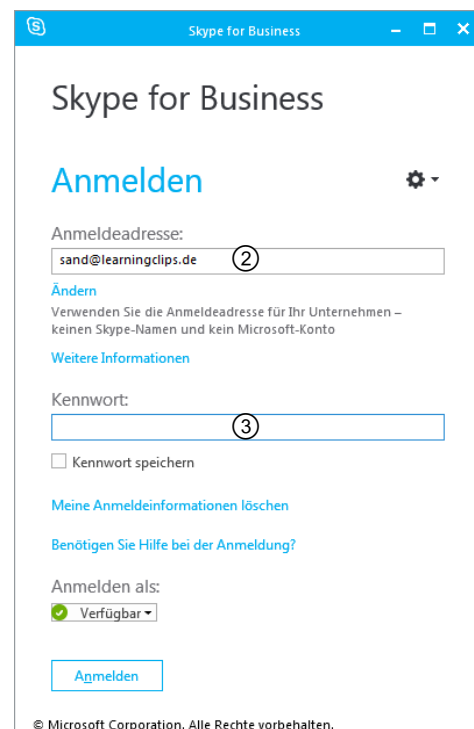 Skype for Business
Skype for Business
Anmelden
Anmeldeadresse:
sand@learningclips.de ②
Ändern
Verwenden Sie die Anmeldeadresse für Ihr Unternehmen –
keinen Skype-Namen und kein Microsoft-Konto
Weitere Informationen
Kennwort:
③
Kennwort speichern
Meine Anmeldeinformationen löschen
Benötigen Sie Hilfe bei der Anmeldung?
Anmelden als:
Verfügbar
Anmelden
© Microsoft Corporation. Alle Rechte vorbehalten.